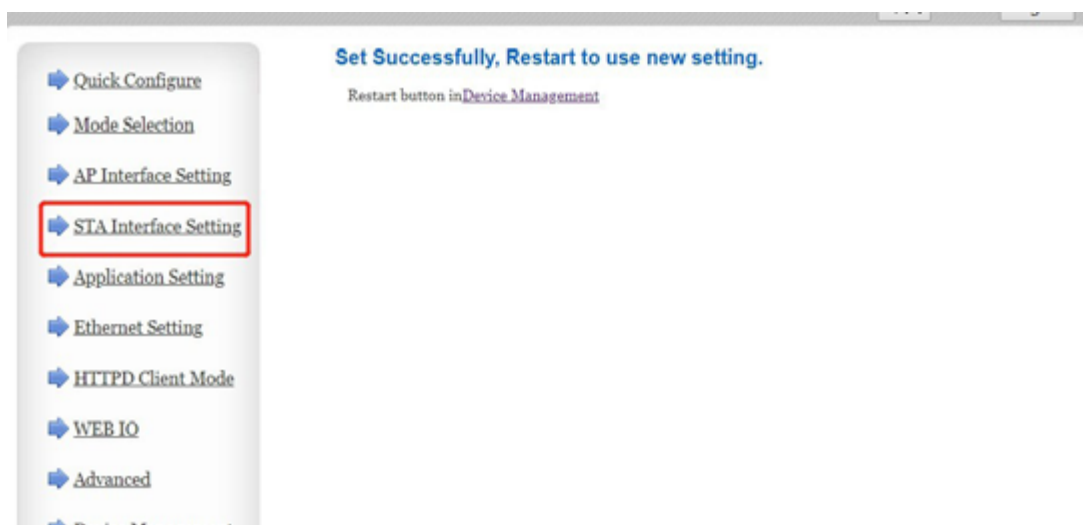 Set Successfully, Restart to use new setting.
Restart button inDevice Management
Quick Configure
Mode Selection
AP Interface Setting
STA Interface Setting
Application Setting
Ethernet Setting
HTTPD Client Mode
WEB IO
Advanced